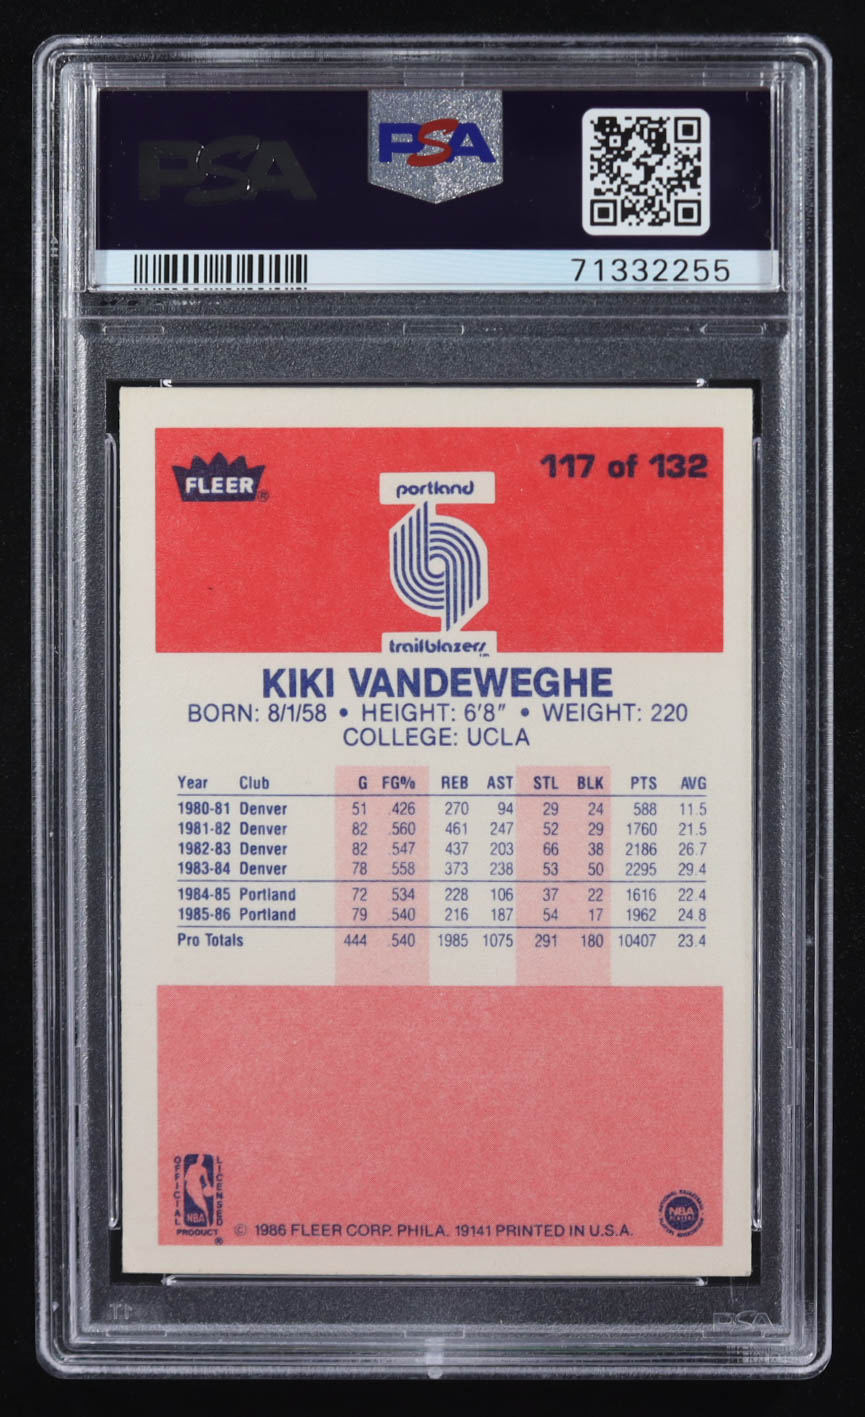 PSA
PSA
71332255
FLEER®
117 of 132
portland
trailblazers™
KIKI VANDEWEGHE
BORN: 8/1/58 • HEIGHT: 6'8" • WEIGHT: 220
COLLEGE: UCLA
Year Club G FG% REB AST STL BLK PTS AVG
1980-81 Denver 51 .426 270 94 29 24 588 11.5
1981-82 Denver 82 .560 461 247 52 29 1760 21.5
1982-83 Denver 82 .547 437 203 66 38 2186 26.7
1983-84 Denver 78 .558 373 238 53 50 2295 29.4
1984-85 Portland 72 .534 228 106 37 22 1616 22.4
1985-86 Portland 79 .540 216 187 54 17 1962 24.8
Pro Totals 444 .540 1985 1075 291 180 10407 23.4
OFFICIAL LICENSED
NBA
PRODUCT ®
© 1986 FLEER CORP. PHILA. 19141 PRINTED IN U.S.A.
NATIONAL BASKETBALL
NBA
PLAYERS
ASSOCIATION
PSA